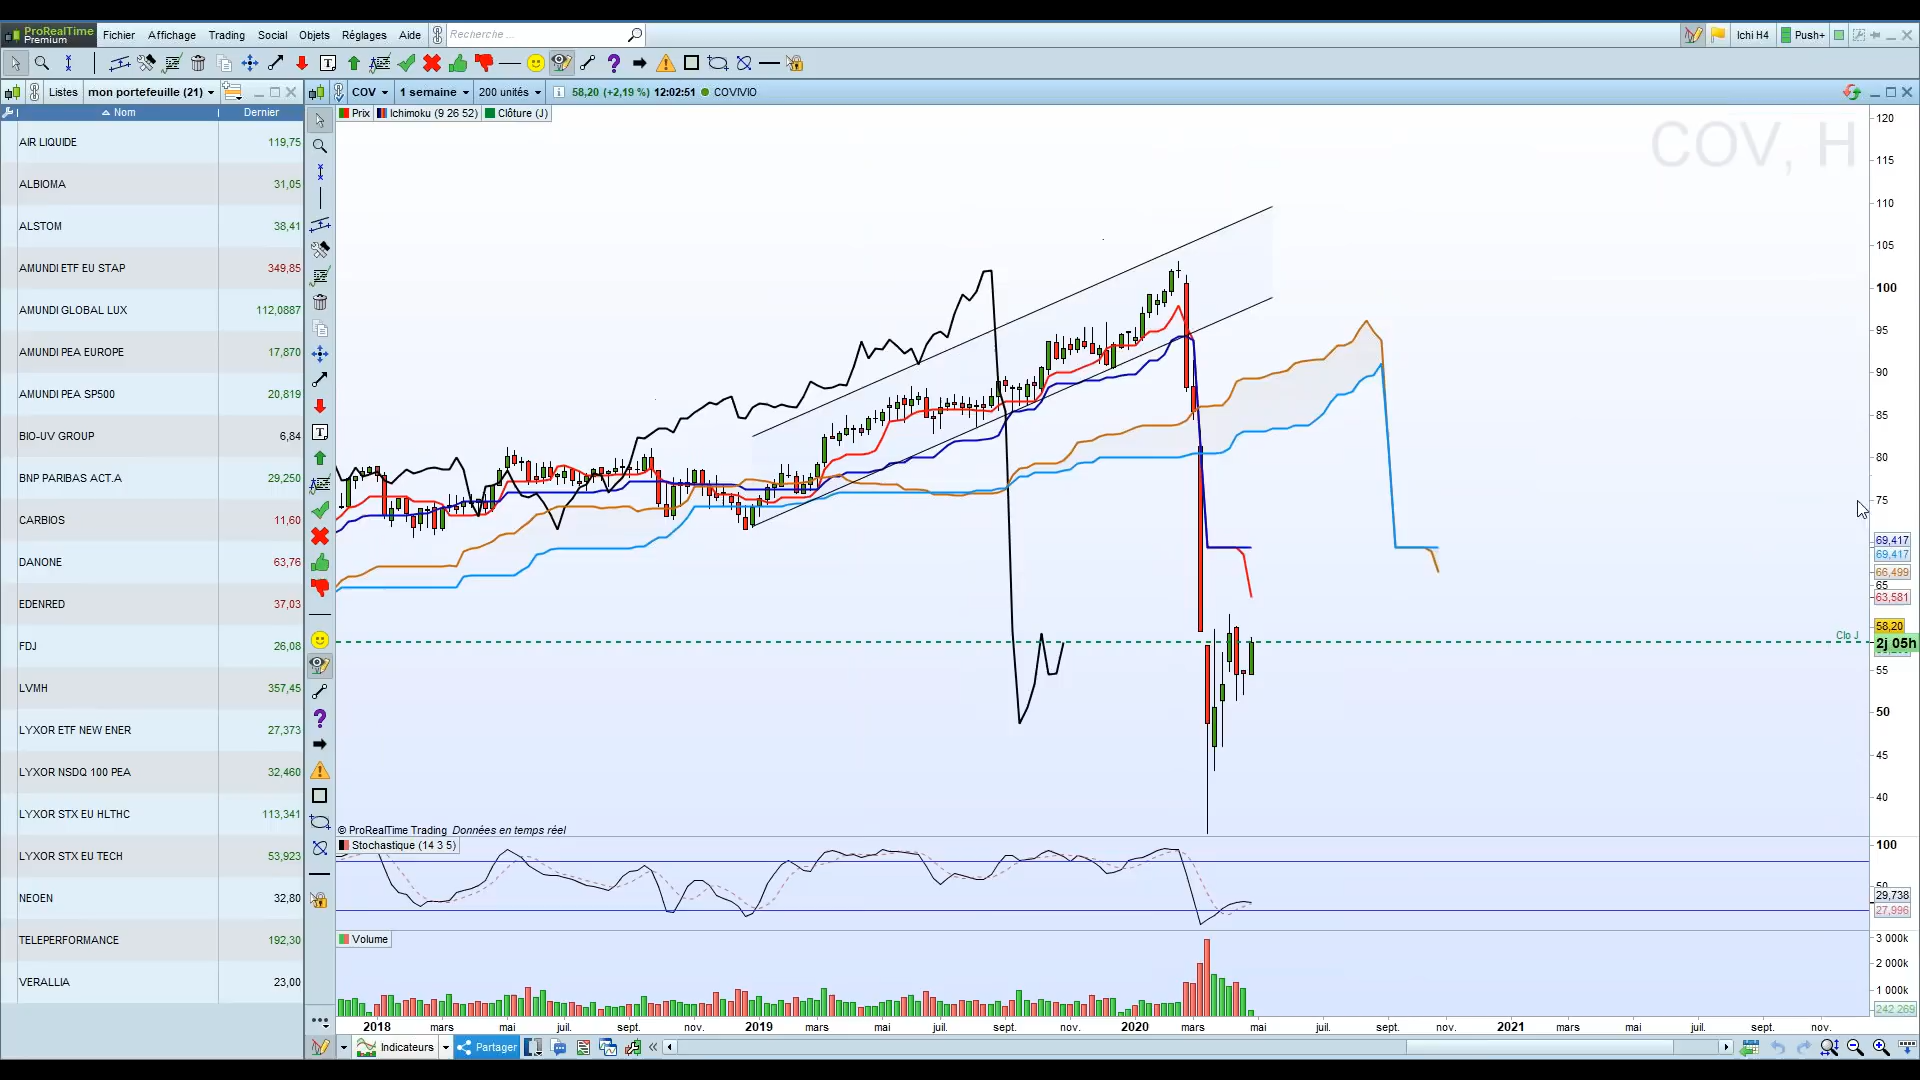 ProRealTime
Premium
Fichier Affichage Trading Social Objets Réglages Aide Recherche ... Ichi H4 Push+
Listes mon portefeuille (21) COV 1 semaine 200 unités 58,20 (+2,19 %) 12:02:51 COVIVIO
Nom Dernier
Prix Ichimoku (9 26 52) Clôture (J)
COV, H
AIR LIQUIDE 119,75
ALBIOMA 31,05
ALSTOM 38,41
AMUNDI ETF EU STAP 349,85
AMUNDI GLOBAL LUX 112,0887
AMUNDI PEA EUROPE 17,870
AMUNDI PEA SP500 20,819
BIO-UV GROUP 6,84
BNP PARIBAS ACT.A 29,250
CARBIOS 11,60
DANONE 63,76
EDENRED 37,03
FDJ 26,08
LVMH 357,45
LYXOR ETF NEW ENER 27,373
LYXOR NSDQ 100 PEA 32,460
LYXOR STX EU HLTHC 113,341
LYXOR STX EU TECH 53,923
NEOEN 32,80
TELEPERFORMANCE 192,30
VERALLIA 23,00
120
115
110
105
100
95
90
85
80
75
69,417
69,417
66,499
65
63,581
58,20
Clo J
2j 05h
55
50
45
40
© ProRealTime Trading Données en temps réel
Stochastique (14 3 5)
100
50
29,738
27,996
Volume
3 000k
2 000k
1 000k
242.269
2018 mars mai juil. sept. nov. 2019 mars mai juil. sept. nov. 2020 mars mai juil. sept. nov. 2021 mars mai juil. sept. nov.
Indicateurs Partager